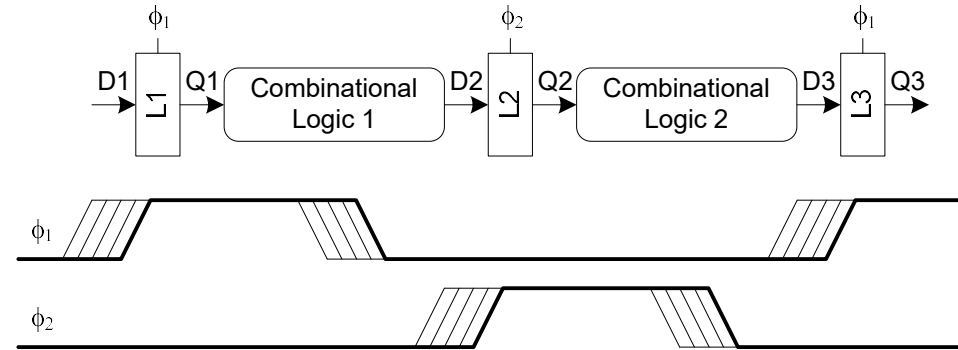 ϕ1 ϕ2 ϕ1
D1 L1 Q1 Combinational Logic 1 D2 L2 Q2 Combinational Logic 2 D3 L3 Q3
ϕ1
ϕ2